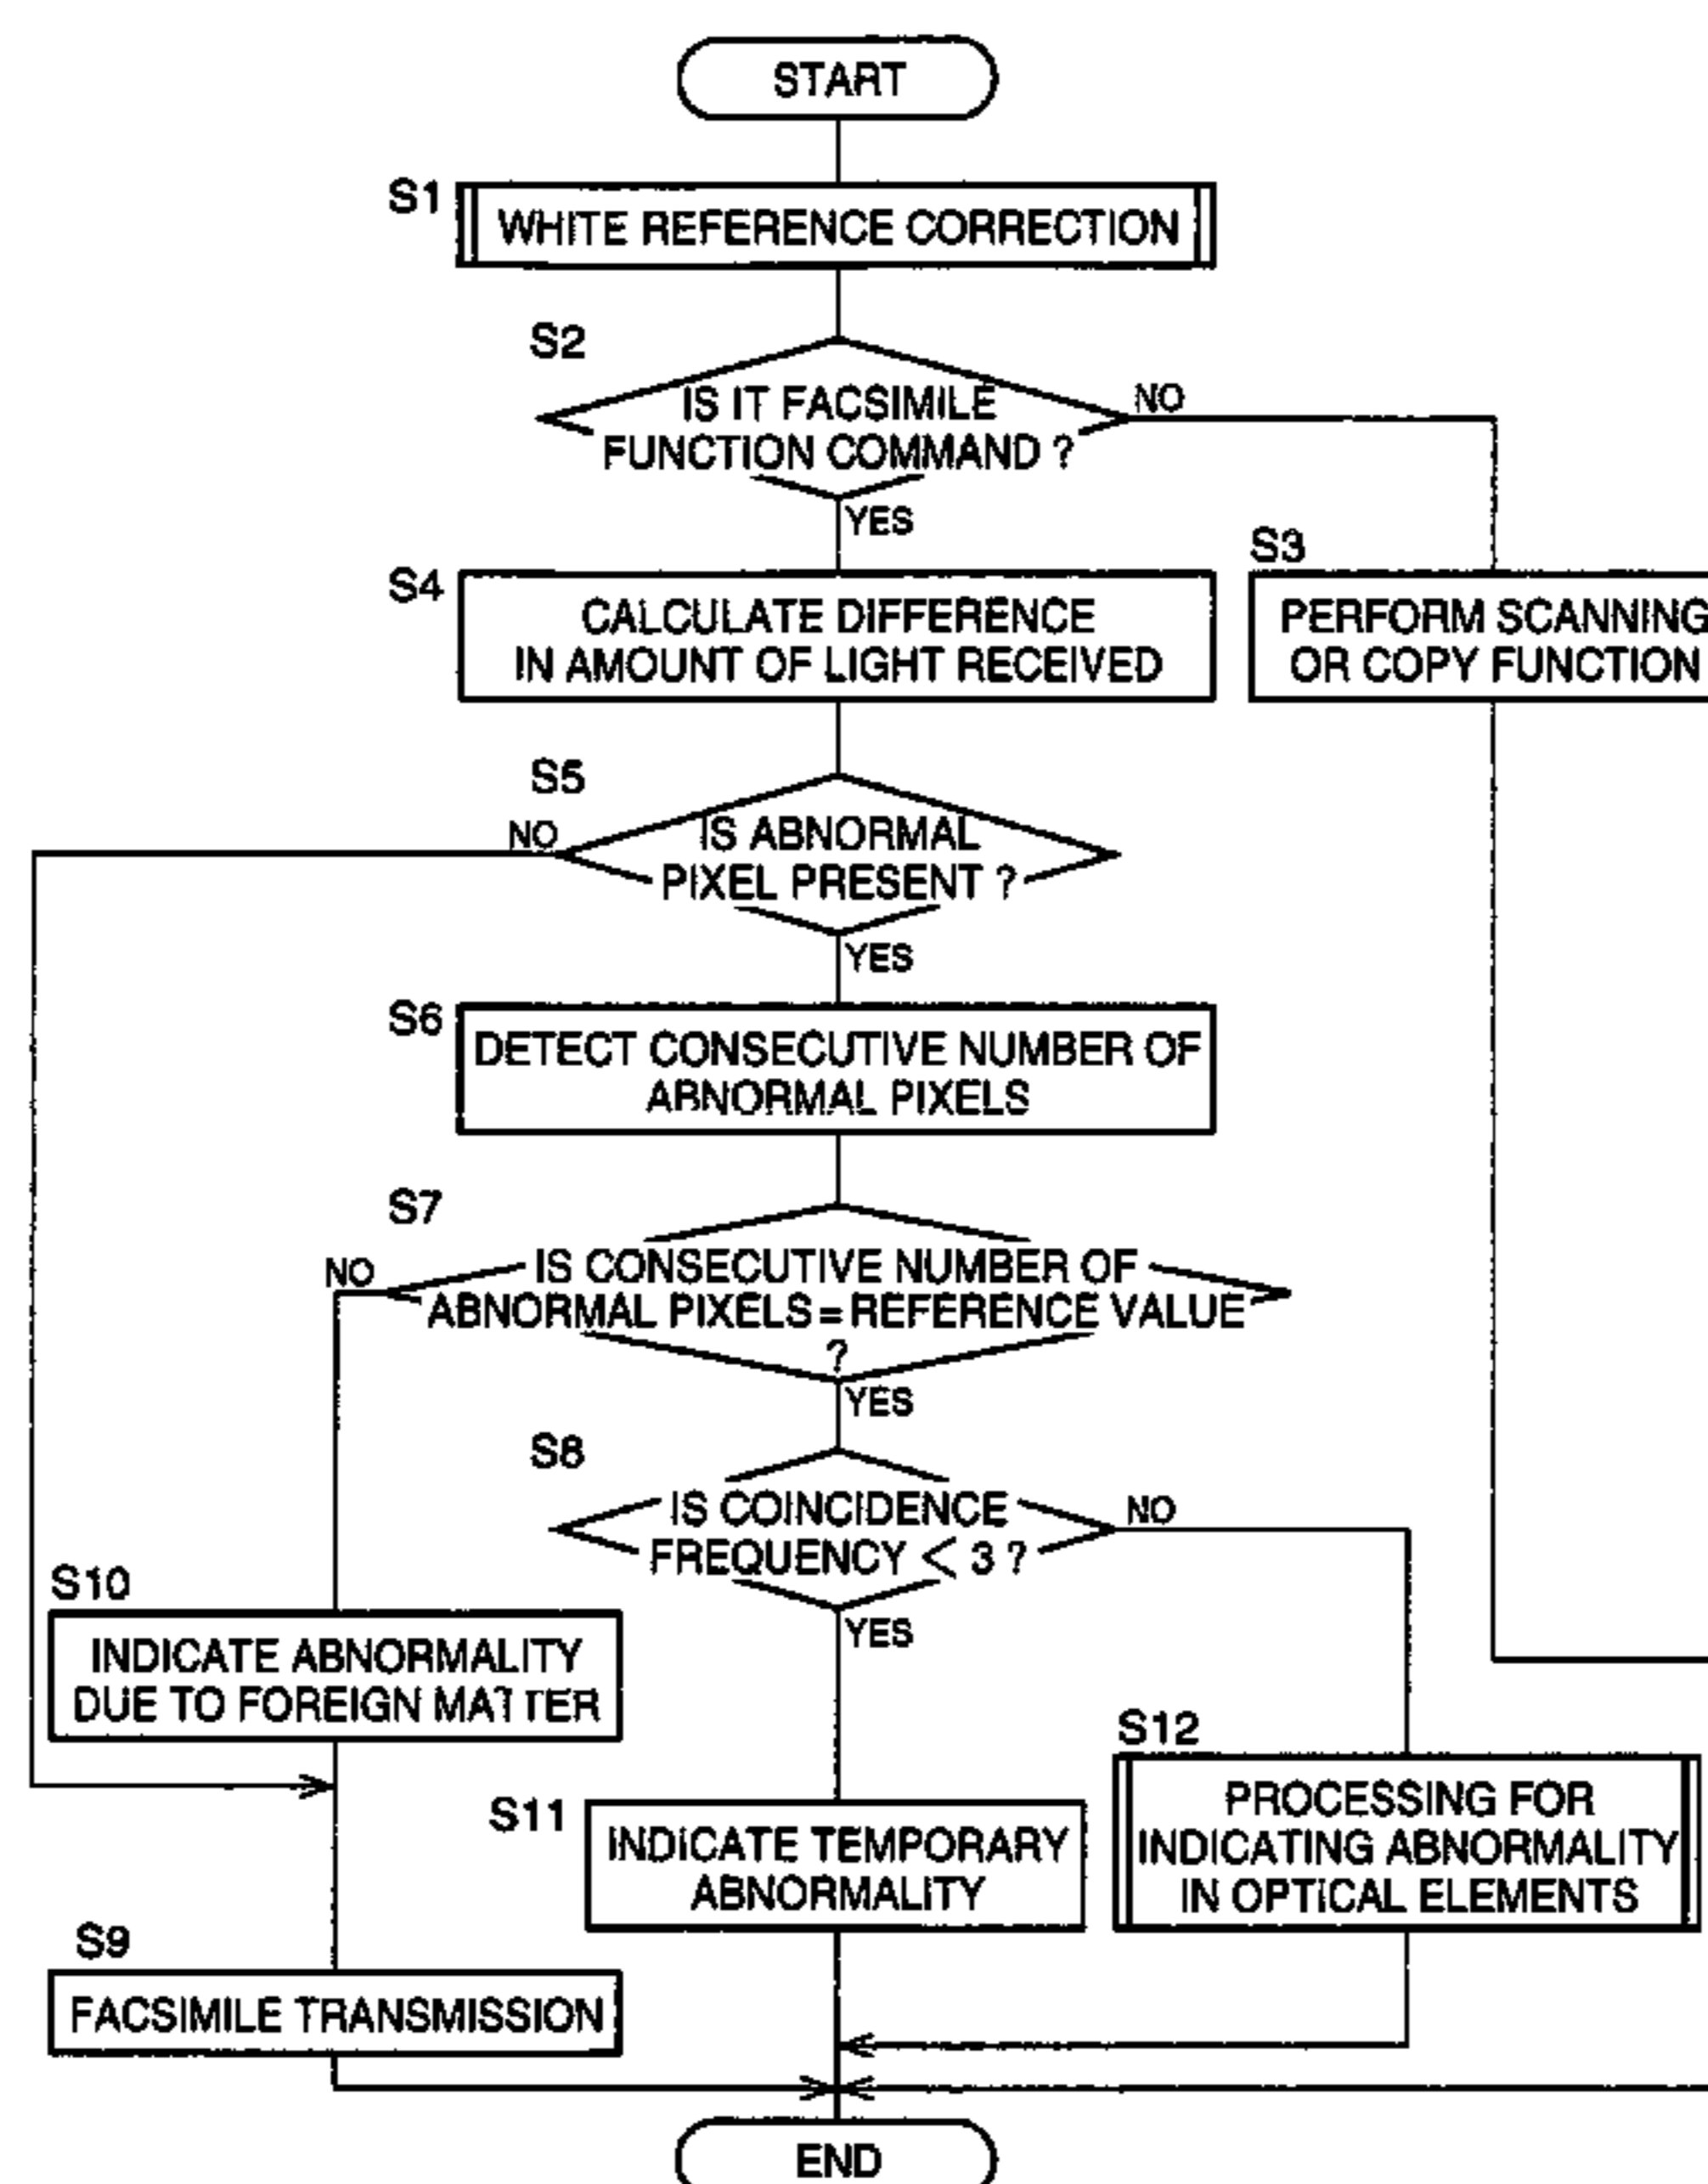 START
S1
WHITE REFERENCE CORRECTION
S2
IS IT FACSIMILE
FUNCTION COMMAND ?
NO
YES
S3
PERFORM SCANNING
OR COPY FUNCTION
S4
CALCULATE DIFFERENCE
IN AMOUNT OF LIGHT RECEIVED
S5
NO
IS ABNORMAL
PIXEL PRESENT ?
YES
S6
DETECT CONSECUTIVE NUMBER OF
ABNORMAL PIXELS
S7
NO
IS CONSECUTIVE NUMBER OF
ABNORMAL PIXELS = REFERENCE VALUE
?
YES
S8
IS COINCIDENCE
FREQUENCY < 3 ?
NO
YES
S10
INDICATE ABNORMALITY
DUE TO FOREIGN MATTER
S11
INDICATE TEMPORARY
ABNORMALITY
S12
PROCESSING FOR
INDICATING ABNORMALITY
IN OPTICAL ELEMENTS
S9
FACSIMILE TRANSMISSION
END